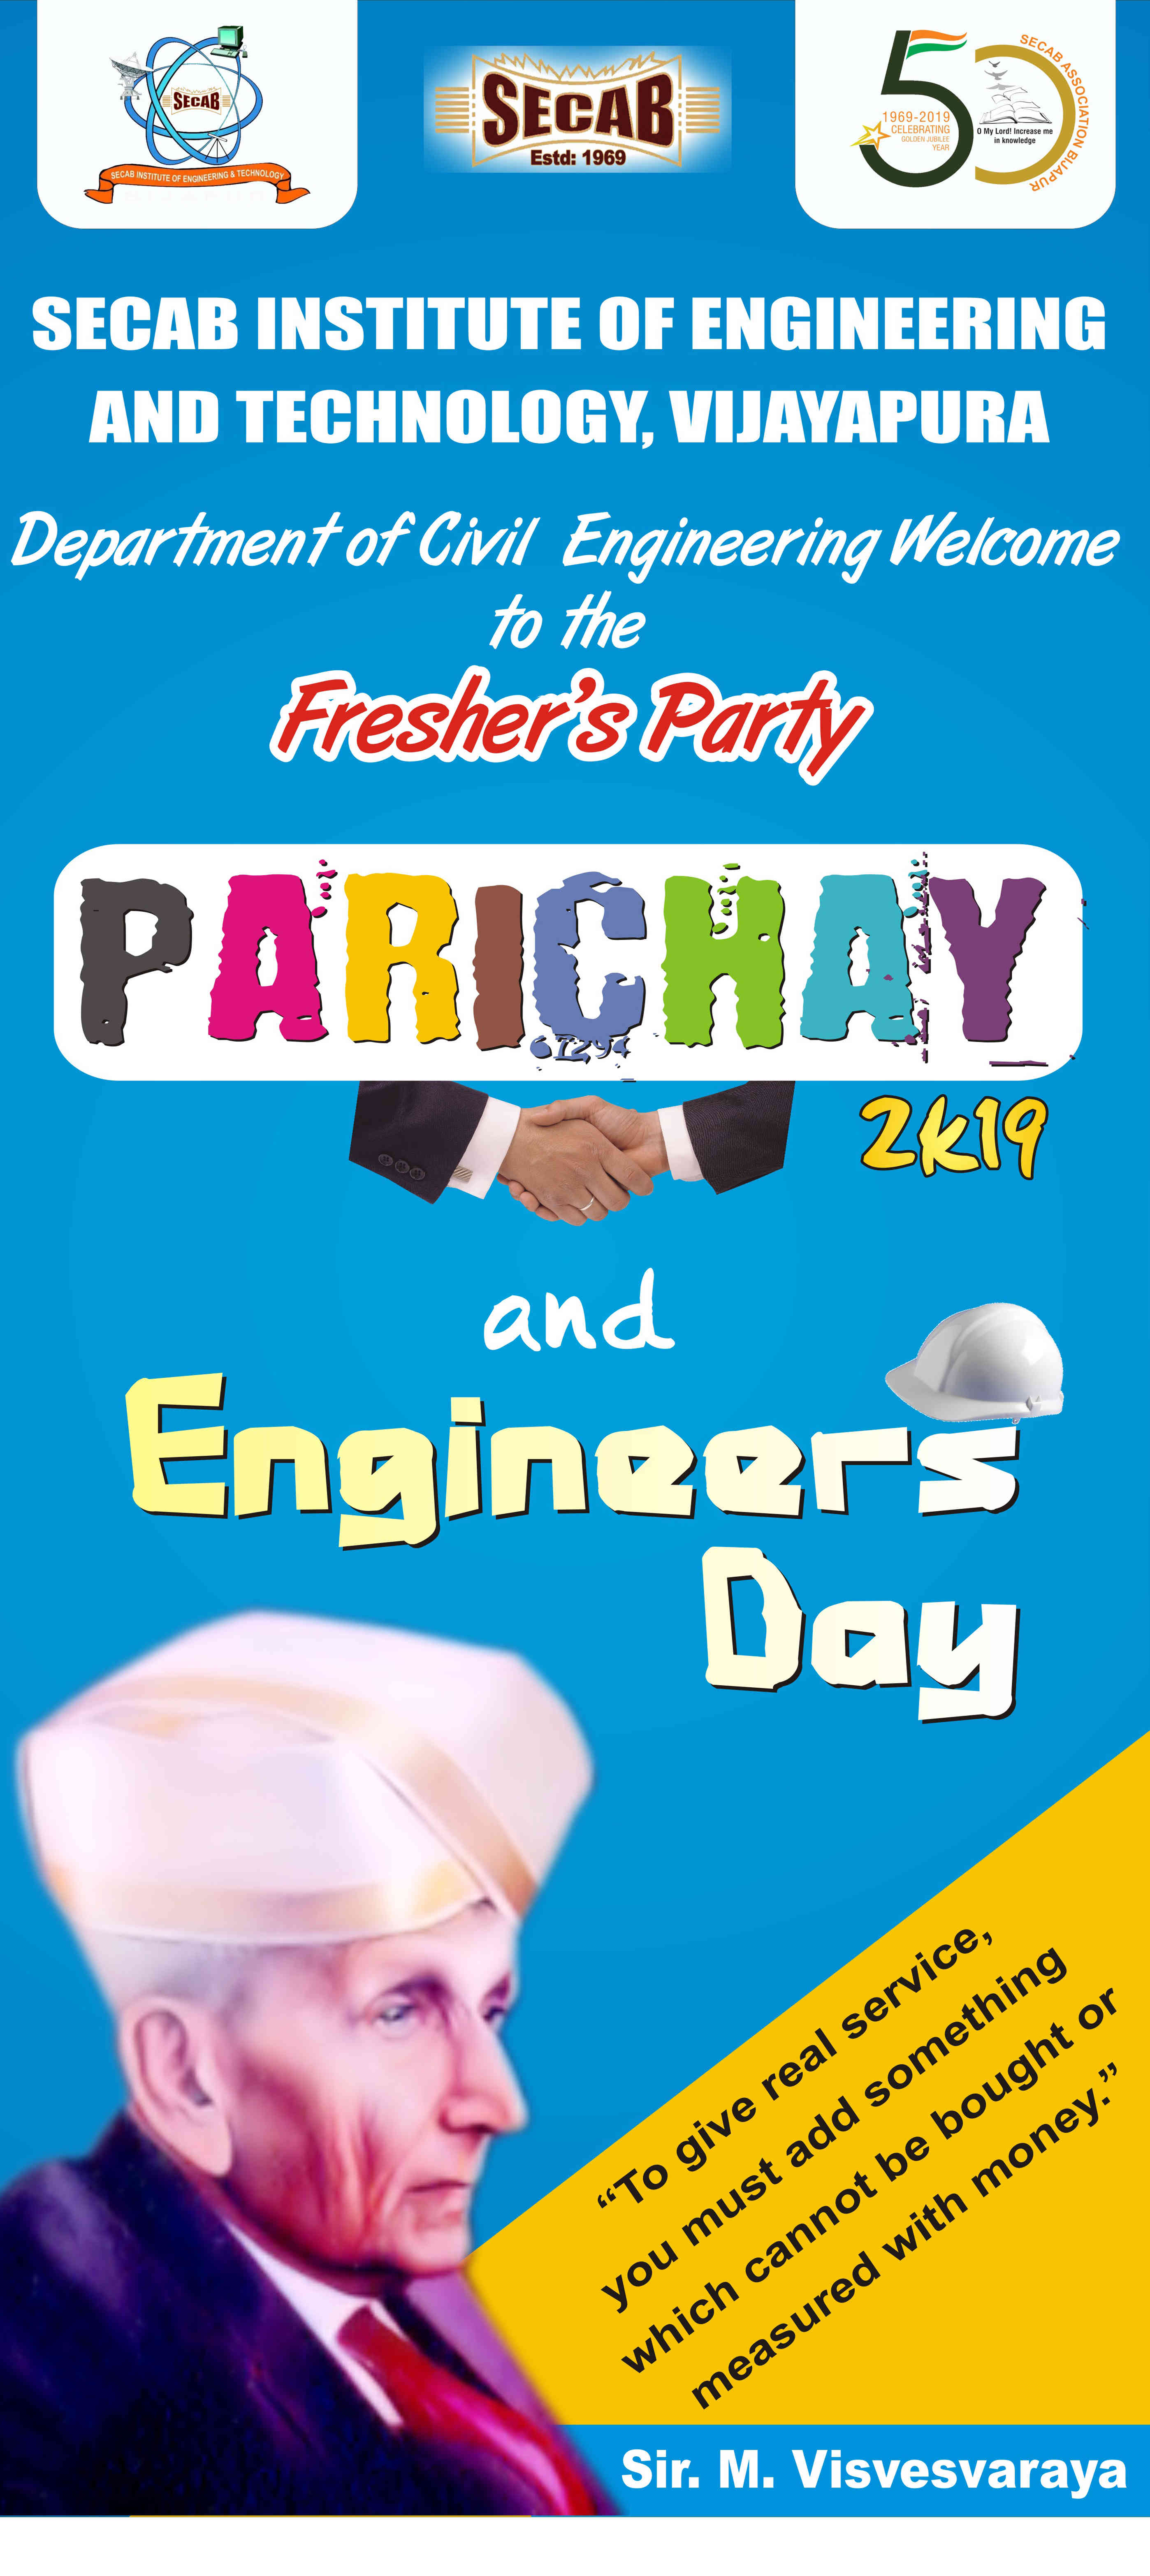 SECAB
SECAB INSTITUTE OF ENGINEERING & TECHNOLOGY
SECAB
Estd: 1969
50
1969-2019
CELEBRATING
GOLDEN JUBILEE
YEAR
O My Lord! Increase me
in knowledge
SECAB ASSOCIATION BIJAPUR
SECAB INSTITUTE OF ENGINEERING
AND TECHNOLOGY, VIJAYAPURA
Department of Civil Engineering Welcome
to the
Fresher's Party
PARICHAY
61294
2k19
and
Engineers
Day
“To give real service,
you must add something
which cannot be bought or
measured with money.”
Sir. M. Visvesvaraya